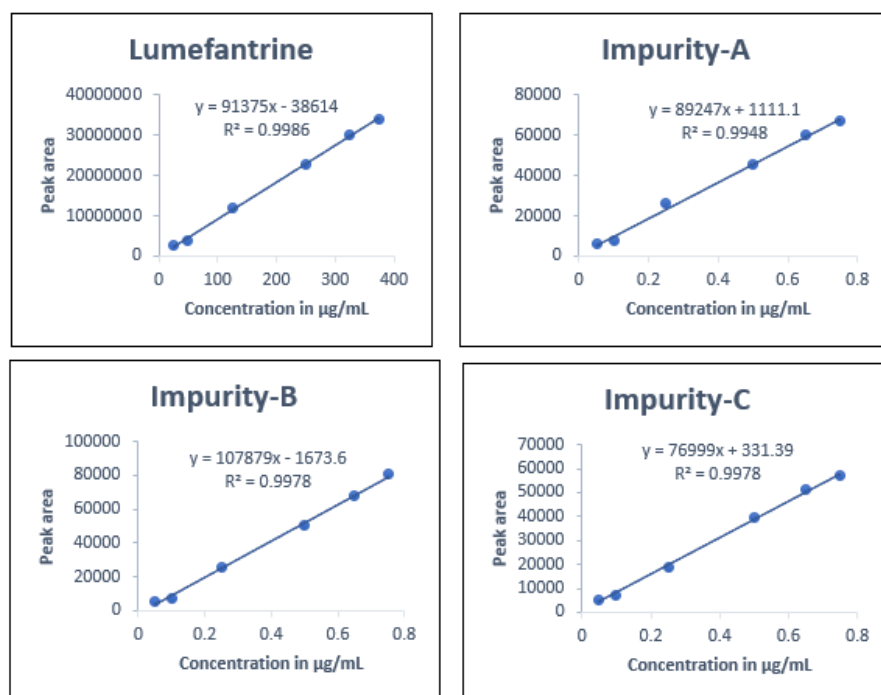 Lumefantrine
40000000
30000000
20000000
10000000
0
y = 91375x - 38614
R² = 0.9986
Peak area
0 100 200 300 400
Concentration in µg/mL
Impurity-A
80000
60000
40000
20000
0
y = 89247x + 1111.1
R² = 0.9948
Peak area
0 0.2 0.4 0.6 0.8
Concentration in µg/mL
Impurity-B
100000
80000
60000
40000
20000
0
y = 107879x - 1673.6
R² = 0.9978
Peak area
0 0.2 0.4 0.6 0.8
Concentration in µg/mL
Impurity-C
70000
60000
50000
40000
30000
20000
10000
0
y = 76999x + 331.39
R² = 0.9978
Peak area
0 0.2 0.4 0.6 0.8
Concentration in µg/mL